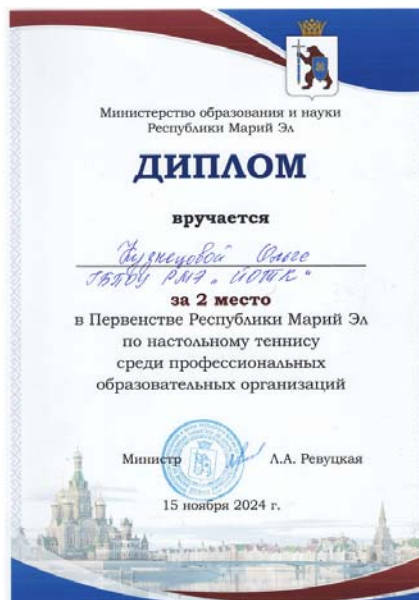 Министерство образования и науки
Республики Марий Эл
ДИПЛОМ
вручается
Кузнецовой Ольге
ГБПОУ РМЭ „ЙОТК"
за 2 место
в Первенстве Республики Марий Эл
по настольному теннису
среди профессиональных
образовательных организаций
Министр Л.А. Ревуцкая
15 ноября 2024 г.